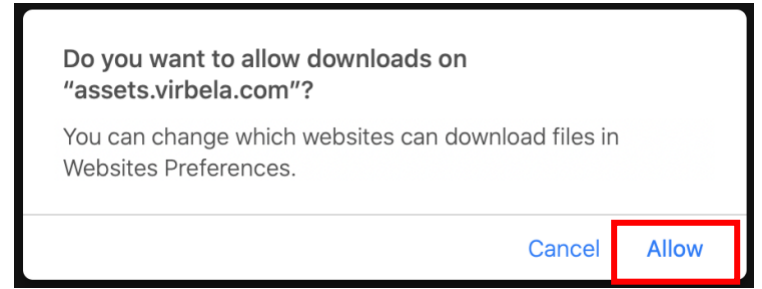 Do you want to allow downloads on
“assets.virbela.com”?
You can change which websites can download files in
Websites Preferences.
Cancel Allow